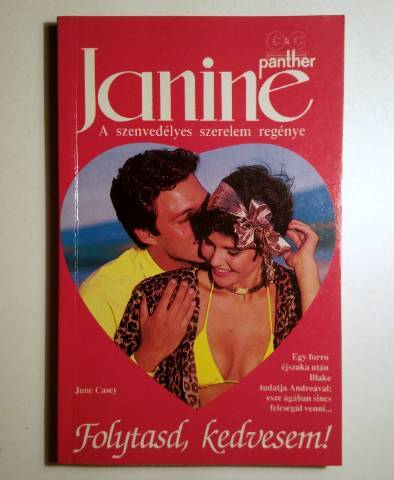 panther
Janine
A szenvedélyes szerelem regénye
Egy forró
éjszaka után
Blake
tudatja Andreával:
esze ágában sincs
feleségül venni...
June Casey
Folytasd, kedvesem!